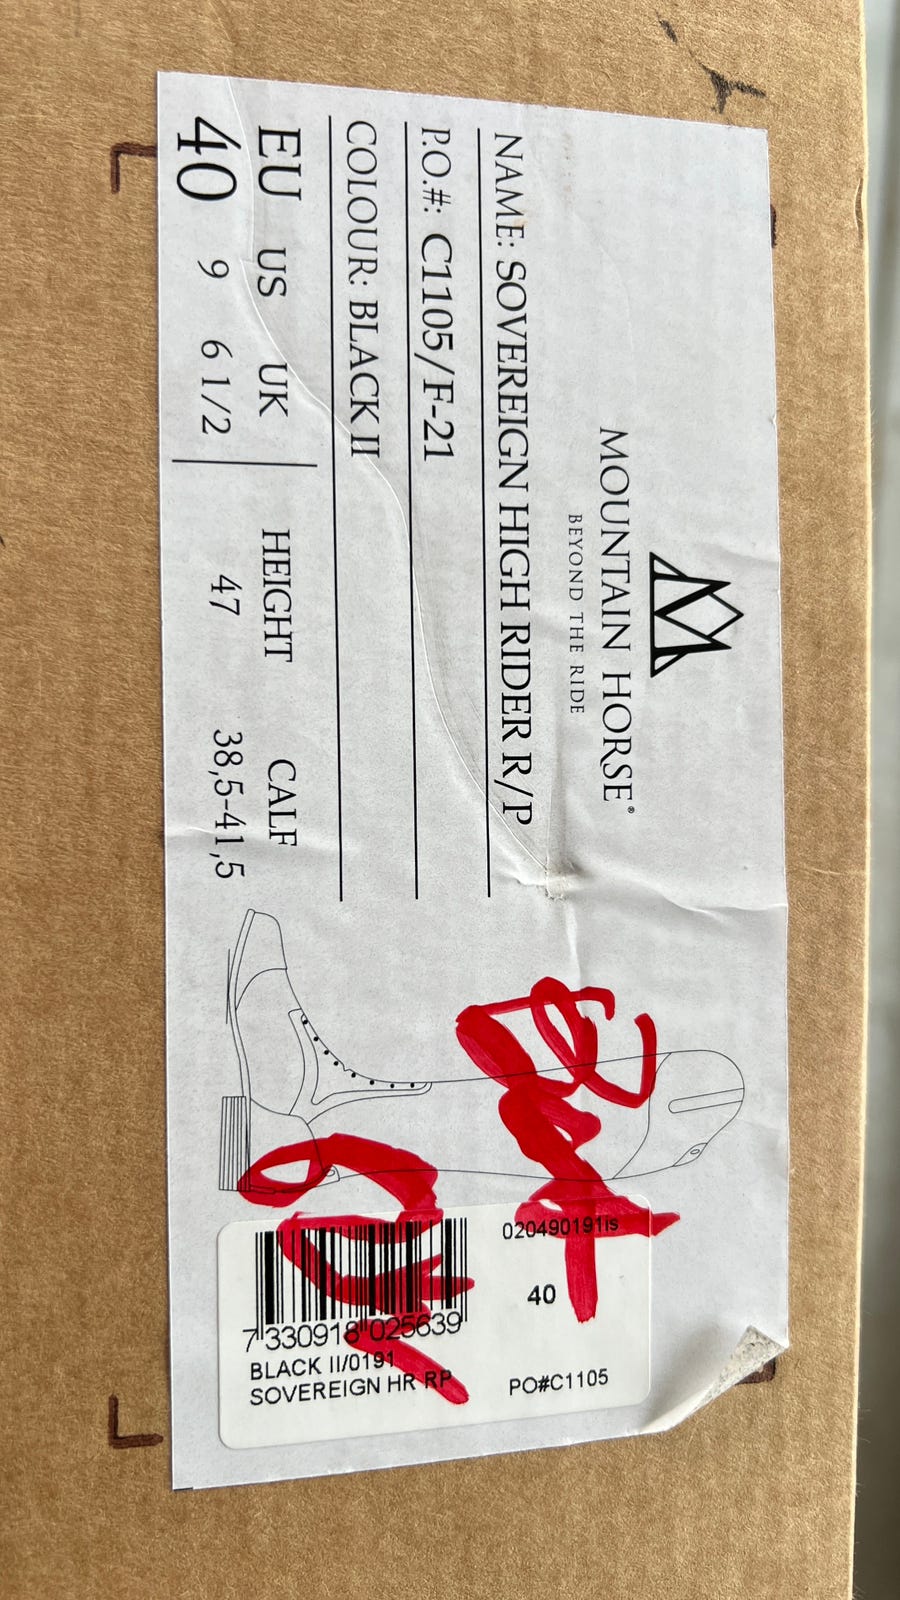 MOUNTAIN HORSE®
BEYOND THE RIDE
NAME: SOVEREIGN HIGH RIDER R/P
P.O.#: C1105/F-21
COLOUR: BLACK II
EU US UK HEIGHT CALF
40 9 6 1/2 47 38,5-41,5
020490191is
40
7 330918 025639
BLACK II/0191
SOVEREIGN HR RP
PO#C1105